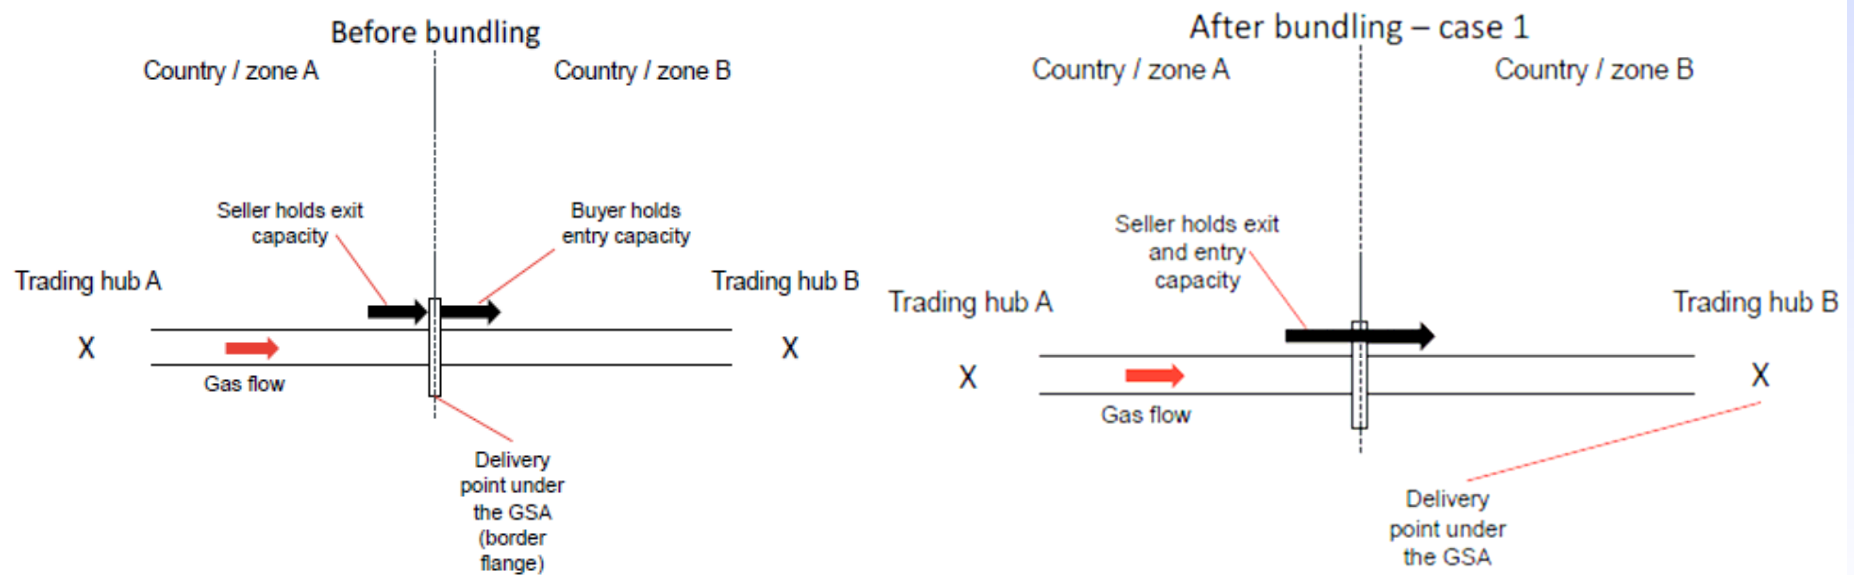 Before bundling
Country / zone A
Country / zone B
Seller holds exit
capacity
Buyer holds
entry capacity
Trading hub A
Trading hub B
X
X
Gas flow
Delivery
point under
the GSA
(border
flange)
After bundling – case 1
Country / zone A
Country / zone B
Seller holds exit
and entry
capacity
Trading hub A
Trading hub B
X
X
Gas flow
Delivery
point under
the GSA